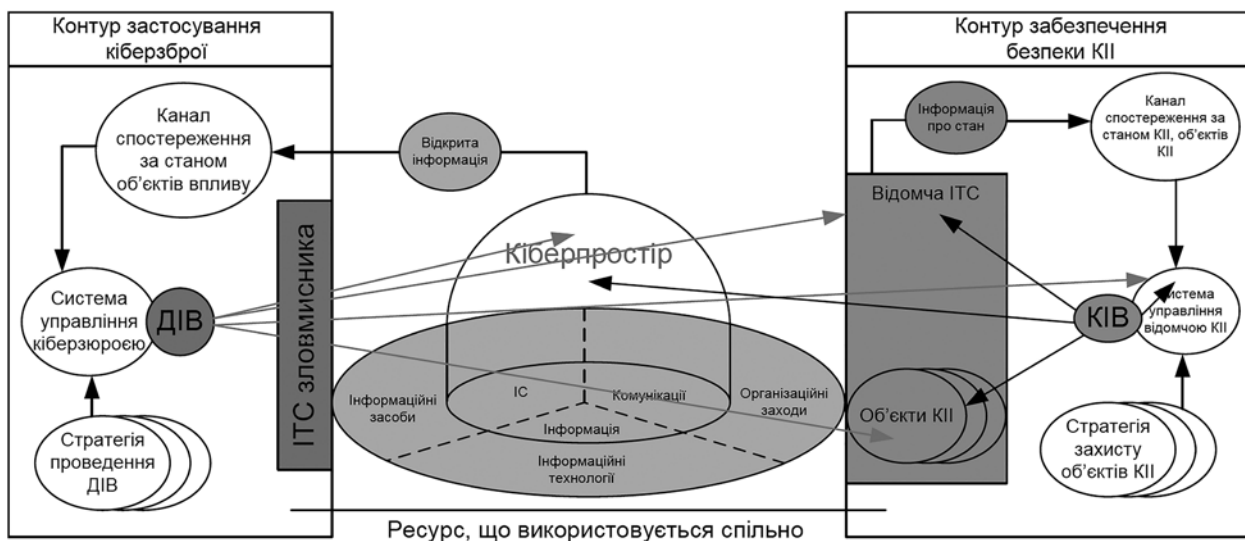 Контур застосування
кіберзброї
Канал
спостереження
за станом
об'єктів впливу
Система
управління
кіберзюроєю
ДІВ
Стратегія
проведення
ДІВ
ІТС зловмисника
Відкрита
інформація
Кіберпростір
Інформаційні
засоби
ІС
Комунікації
Організаційні
заходи
Інформація
Інформаційні
технології
Ресурс, що використовується спільно
Контур забезпечення
безпеки КІІ
Інформація
про стан
Канал
спостереження за
станом КІІ, об'єктів
КІІ
Відомча ІТС
КІВ
Система
управління
відомчою КІІ
Об'єкти КІІ
Стратегія
захисту
об'єктів КІІ